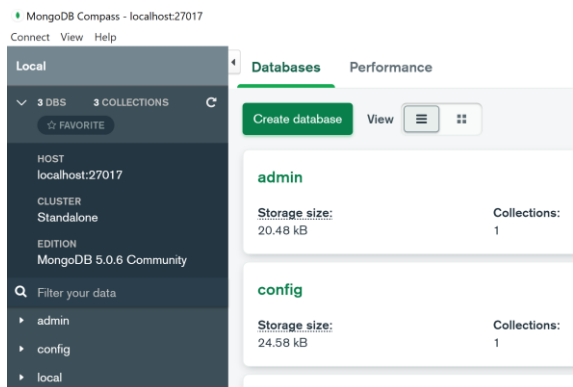 MongoDB Compass - localhost:27017
Connect View Help
Local
3 DBS 3 COLLECTIONS
FAVORITE
HOST
localhost:27017
CLUSTER
Standalone
EDITION
MongoDB 5.0.6 Community
Filter your data
admin
config
local
Databases Performance
Create database View
admin
Storage size: Collections:
20.48 kB 1
config
Storage size: Collections:
24.58 kB 1